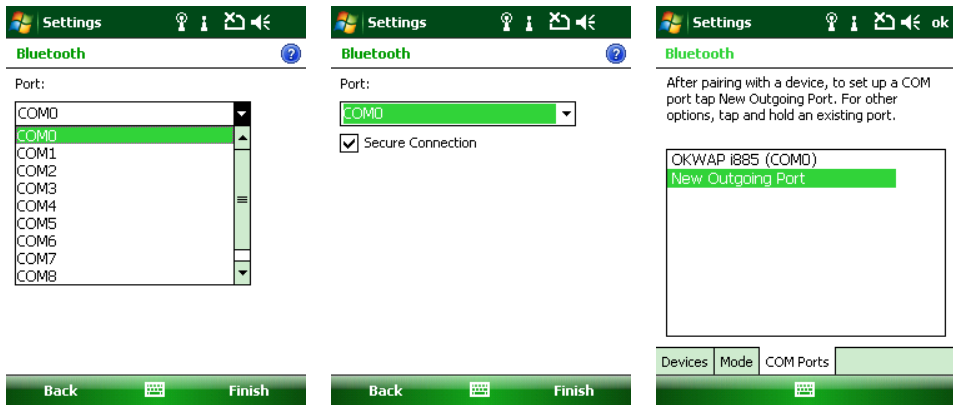 Settings
Bluetooth
Port:
COM0
COM0
COM1
COM2
COM3
COM4
COM5
COM6
COM7
COM8
Back Finish
Settings
Bluetooth
Port:
COM0
Secure Connection
Back Finish
Settings ok
Bluetooth
After pairing with a device, to set up a COM
port tap New Outgoing Port. For other
options, tap and hold an existing port.
OKWAP i885 (COM0)
New Outgoing Port
Devices Mode COM Ports